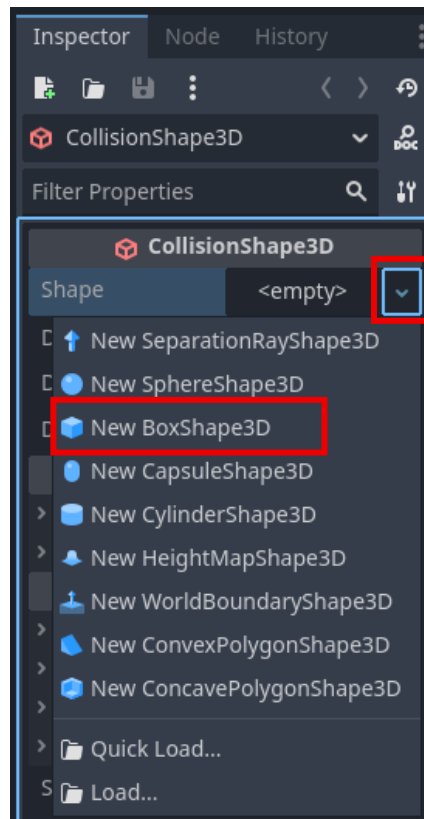 Inspector Node History
CollisionShape3D
DOC
Filter Properties
CollisionShape3D
Shape <empty>
D New SeparationRayShape3D
D New SphereShape3D
D New BoxShape3D
New CapsuleShape3D
New CylinderShape3D
New HeightMapShape3D
New WorldBoundaryShape3D
New ConvexPolygonShape3D
New ConcavePolygonShape3D
Quick Load...
S Load...